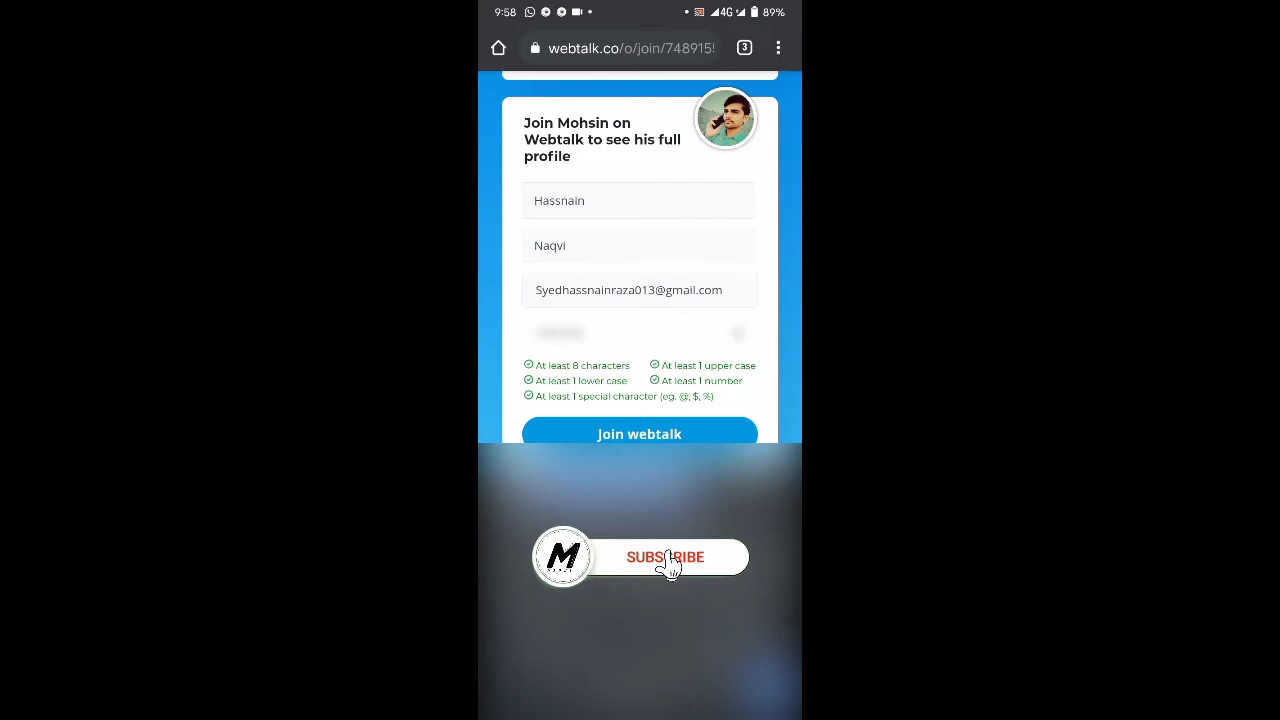 9:58
4G
89%
webtalk.co/o/join/748915
3
Join Mohsin on
Webtalk to see his full
profile
Hassnain
Naqvi
Syedhassnainraza013@gmail.com
At least 8 characters
At least 1 upper case
At least 1 lower case
At least 1 number
At least 1 special character (eg. @, $, %)
Join webtalk
M
SUBSCRIBE